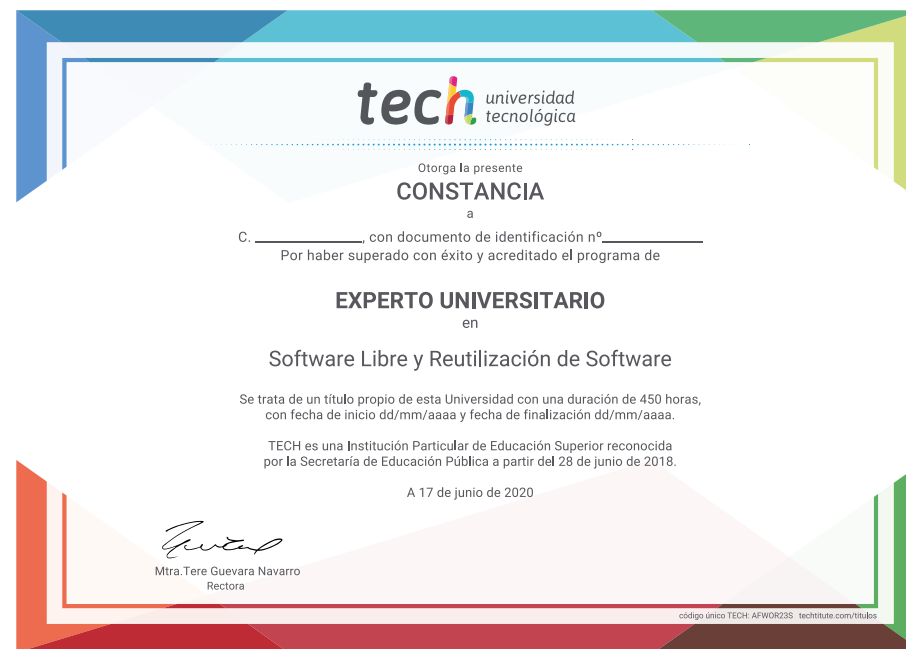 tech universidad
tecnológica
Otorga la presente
CONSTANCIA
a
C. ______________, con documento de identificación nº______________
Por haber superado con éxito y acreditado el programa de
EXPERTO UNIVERSITARIO
en
Software Libre y Reutilización de Software
Se trata de un título propio de esta Universidad con una duración de 450 horas,
con fecha de inicio dd/mm/aaaa y fecha de finalización dd/mm/aaaa.
TECH es una Institución Particular de Educación Superior reconocida
por la Secretaría de Educación Pública a partir del 28 de junio de 2018.
A 17 de junio de 2020
Mtra.Tere Guevara Navarro
Rectora
código único TECH: AFWOR23S techtitute.com/titulos